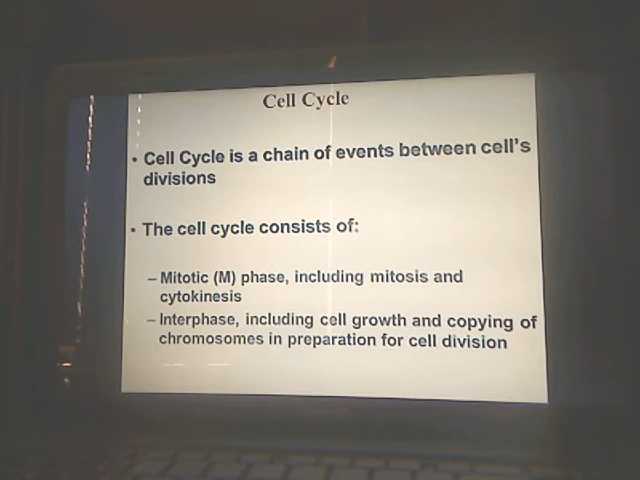 Cell Cycle
• Cell Cycle is a chain of events between cell's
divisions
• The cell cycle consists of:
– Mitotic (M) phase, including mitosis and
cytokinesis
– Interphase, including cell growth and copying of
chromosomes in preparation for cell division